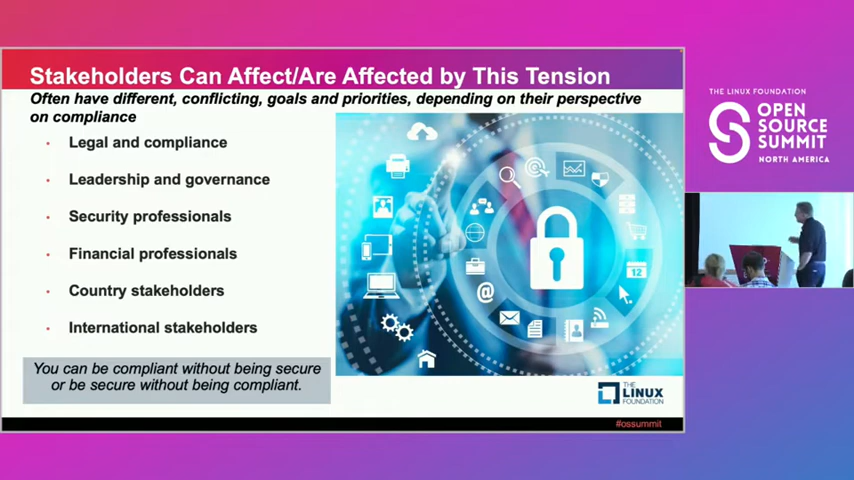 Stakeholders Can Affect/Are Affected by This Tension
Often have different, conflicting, goals and priorities, depending on their perspective
on compliance
• Legal and compliance
• Leadership and governance
• Security professionals
• Financial professionals
• Country stakeholders
• International stakeholders
You can be compliant without being secure
or be secure without being compliant.
12
@
THE
LINUX
FOUNDATION
#ossummit
THE LINUX FOUNDATION
OPEN
SOURCE
SUMMIT
NORTH AMERICA